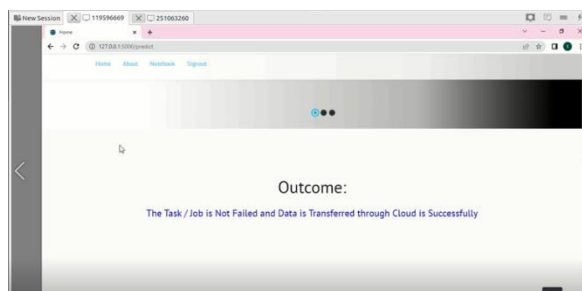 New Session 119596669 251063260
Home
127.0.0.1:5000/predict
Home About Notebook Signout
Outcome:
The Task / Job is Not Failed and Data is Transferred through Cloud is Successfully